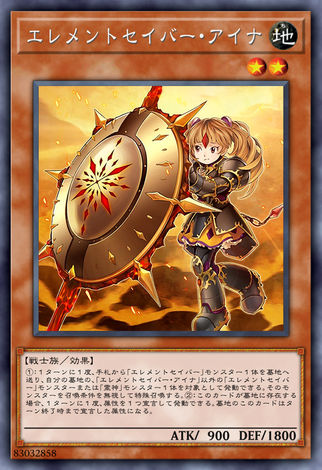 エレメントセイバー・アイナ
地
ち
【戦士族／効果】
①：１ターンに１度、手札から「エレメントセイバー」モンスター１体を墓地へ
送り、自分の墓地の、「エレメントセイバー・アイナ」以外の「エレメントセイバー」
モンスターまたは「霊神」モンスター１体を対象として発動できる。そのモ
ンスターを召喚条件を無視して特殊召喚する。②：このカードが墓地に存在す
る場合、１ターンに１度、属性を１つ宣言して発動できる。墓地のこのカードはタ
ーン終了時まで宣言した属性になる。
ATK/ 900 DEF/1800
83032858